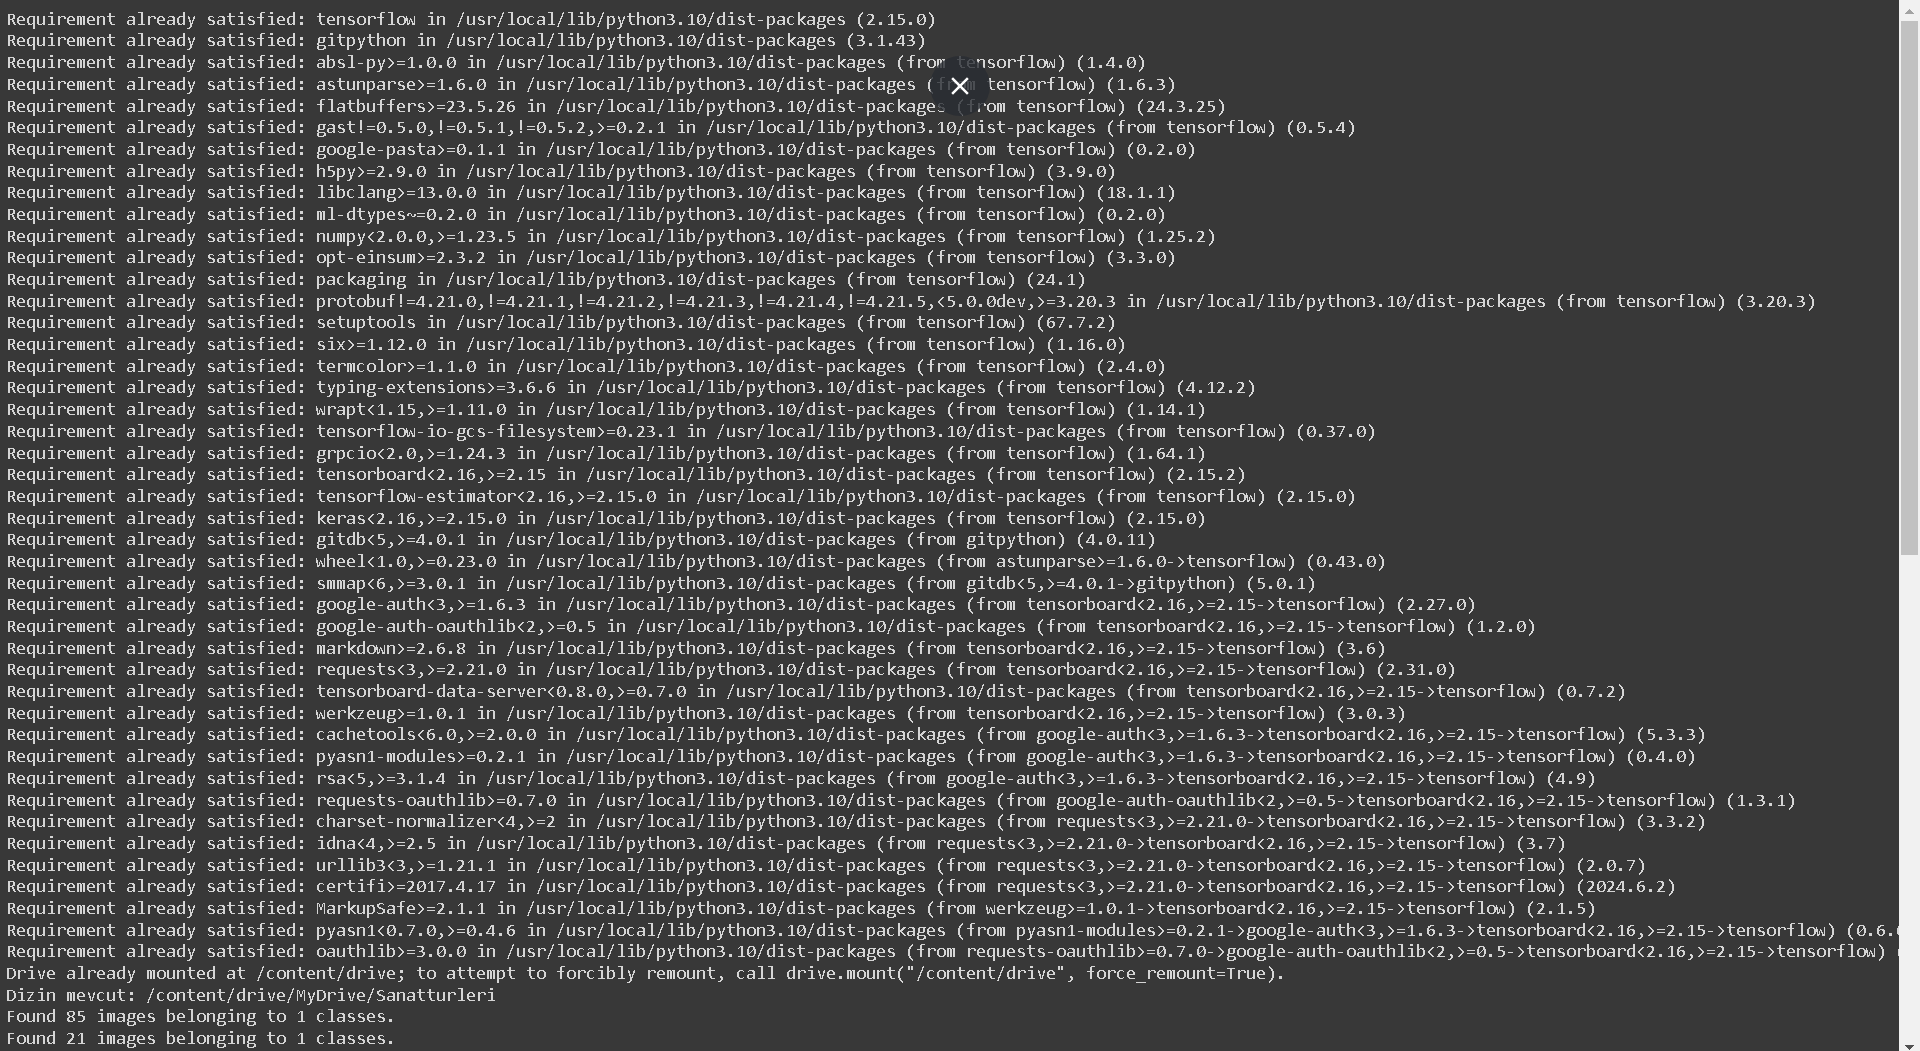 Requirement already satisfied: tensorflow in /usr/local/lib/python3.10/dist-packages (2.15.0)
Requirement already satisfied: gitpython in /usr/local/lib/python3.10/dist-packages (3.1.43)
Requirement already satisfied: absl-py>=1.0.0 in /usr/local/lib/python3.10/dist-packages (from tensorflow) (1.4.0)
Requirement already satisfied: astunparse>=1.6.0 in /usr/local/lib/python3.10/dist-packages (from tensorflow) (1.6.3)
Requirement already satisfied: flatbuffers>=23.5.26 in /usr/local/lib/python3.10/dist-packages (from tensorflow) (24.3.25)
Requirement already satisfied: gast!=0.5.0,!=0.5.1,!=0.5.2,>=0.2.1 in /usr/local/lib/python3.10/dist-packages (from tensorflow) (0.5.4)
Requirement already satisfied: google-pasta>=0.1.1 in /usr/local/lib/python3.10/dist-packages (from tensorflow) (0.2.0)
Requirement already satisfied: h5py>=2.9.0 in /usr/local/lib/python3.10/dist-packages (from tensorflow) (3.9.0)
Requirement already satisfied: libclang>=13.0.0 in /usr/local/lib/python3.10/dist-packages (from tensorflow) (18.1.1)
Requirement already satisfied: ml-dtypes~=0.2.0 in /usr/local/lib/python3.10/dist-packages (from tensorflow) (0.2.0)
Requirement already satisfied: numpy<2.0.0,>=1.23.5 in /usr/local/lib/python3.10/dist-packages (from tensorflow) (1.25.2)
Requirement already satisfied: opt-einsum>=2.3.2 in /usr/local/lib/python3.10/dist-packages (from tensorflow) (3.3.0)
Requirement already satisfied: packaging in /usr/local/lib/python3.10/dist-packages (from tensorflow) (24.1)
Requirement already satisfied: protobuf!=4.21.0,!=4.21.1,!=4.21.2,!=4.21.3,!=4.21.4,!=4.21.5,<5.0.0dev,>=3.20.3 in /usr/local/lib/python3.10/dist-packages (from tensorflow) (3.20.3)
Requirement already satisfied: setuptools in /usr/local/lib/python3.10/dist-packages (from tensorflow) (67.7.2)
Requirement already satisfied: six>=1.12.0 in /usr/local/lib/python3.10/dist-packages (from tensorflow) (1.16.0)
Requirement already satisfied: termcolor>=1.1.0 in /usr/local/lib/python3.10/dist-packages (from tensorflow) (2.4.0)
Requirement already satisfied: typing-extensions>=3.6.6 in /usr/local/lib/python3.10/dist-packages (from tensorflow) (4.12.2)
Requirement already satisfied: wrapt<1.15,>=1.11.0 in /usr/local/lib/python3.10/dist-packages (from tensorflow) (1.14.1)
Requirement already satisfied: tensorflow-io-gcs-filesystem>=0.23.1 in /usr/local/lib/python3.10/dist-packages (from tensorflow) (0.37.0)
Requirement already satisfied: grpcio<2.0,>=1.24.3 in /usr/local/lib/python3.10/dist-packages (from tensorflow) (1.64.1)
Requirement already satisfied: tensorboard<2.16,>=2.15 in /usr/local/lib/python3.10/dist-packages (from tensorflow) (2.15.2)
Requirement already satisfied: tensorflow-estimator<2.16,>=2.15.0 in /usr/local/lib/python3.10/dist-packages (from tensorflow) (2.15.0)
Requirement already satisfied: keras<2.16,>=2.15.0 in /usr/local/lib/python3.10/dist-packages (from tensorflow) (2.15.0)
Requirement already satisfied: gitdb<5,>=4.0.1 in /usr/local/lib/python3.10/dist-packages (from gitpython) (4.0.11)
Requirement already satisfied: wheel<1.0,>=0.23.0 in /usr/local/lib/python3.10/dist-packages (from astunparse>=1.6.0->tensorflow) (0.43.0)
Requirement already satisfied: smmap<6,>=3.0.1 in /usr/local/lib/python3.10/dist-packages (from gitdb<5,>=4.0.1->gitpython) (5.0.1)
Requirement already satisfied: google-auth<3,>=1.6.3 in /usr/local/lib/python3.10/dist-packages (from tensorboard<2.16,>=2.15->tensorflow) (2.27.0)
Requirement already satisfied: google-auth-oauthlib<2,>=0.5 in /usr/local/lib/python3.10/dist-packages (from tensorboard<2.16,>=2.15->tensorflow) (1.2.0)
Requirement already satisfied: markdown>=2.6.8 in /usr/local/lib/python3.10/dist-packages (from tensorboard<2.16,>=2.15->tensorflow) (3.6)
Requirement already satisfied: requests<3,>=2.21.0 in /usr/local/lib/python3.10/dist-packages (from tensorboard<2.16,>=2.15->tensorflow) (2.31.0)
Requirement already satisfied: tensorboard-data-server<0.8.0,>=0.7.0 in /usr/local/lib/python3.10/dist-packages (from tensorboard<2.16,>=2.15->tensorflow) (0.7.2)
Requirement already satisfied: werkzeug>=1.0.1 in /usr/local/lib/python3.10/dist-packages (from tensorboard<2.16,>=2.15->tensorflow) (3.0.3)
Requirement already satisfied: cachetools<6.0,>=2.0.0 in /usr/local/lib/python3.10/dist-packages (from google-auth<3,>=1.6.3->tensorboard<2.16,>=2.15->tensorflow) (5.3.3)
Requirement already satisfied: pyasn1-modules>=0.2.1 in /usr/local/lib/python3.10/dist-packages (from google-auth<3,>=1.6.3->tensorboard<2.16,>=2.15->tensorflow) (0.4.0)
Requirement already satisfied: rsa<5,>=3.1.4 in /usr/local/lib/python3.10/dist-packages (from google-auth<3,>=1.6.3->tensorboard<2.16,>=2.15->tensorflow) (4.9)
Requirement already satisfied: requests-oauthlib>=0.7.0 in /usr/local/lib/python3.10/dist-packages (from google-auth-oauthlib<2,>=0.5->tensorboard<2.16,>=2.15->tensorflow) (1.3.1)
Requirement already satisfied: charset-normalizer<4,>=2 in /usr/local/lib/python3.10/dist-packages (from requests<3,>=2.21.0->tensorboard<2.16,>=2.15->tensorflow) (3.3.2)
Requirement already satisfied: idna<4,>=2.5 in /usr/local/lib/python3.10/dist-packages (from requests<3,>=2.21.0->tensorboard<2.16,>=2.15->tensorflow) (3.7)
Requirement already satisfied: urllib3<3,>=1.21.1 in /usr/local/lib/python3.10/dist-packages (from requests<3,>=2.21.0->tensorboard<2.16,>=2.15->tensorflow) (2.0.7)
Requirement already satisfied: certifi>=2017.4.17 in /usr/local/lib/python3.10/dist-packages (from requests<3,>=2.21.0->tensorboard<2.16,>=2.15->tensorflow) (2024.6.2)
Requirement already satisfied: MarkupSafe>=2.1.1 in /usr/local/lib/python3.10/dist-packages (from werkzeug>=1.0.1->tensorboard<2.16,>=2.15->tensorflow) (2.1.5)
Requirement already satisfied: pyasn1<0.7.0,>=0.4.6 in /usr/local/lib/python3.10/dist-packages (from pyasn1-modules>=0.2.1->google-auth<3,>=1.6.3->tensorboard<2.16,>=2.15->tensorflow) (0.6.
Requirement already satisfied: oauthlib>=3.0.0 in /usr/local/lib/python3.10/dist-packages (from requests-oauthlib>=0.7.0->google-auth-oauthlib<2,>=0.5->tensorboard<2.16,>=2.15->tensorflow)
Drive already mounted at /content/drive; to attempt to forcibly remount, call drive.mount("/content/drive", force_remount=True).
Dizin mevcut: /content/drive/MyDrive/Sanatturleri
Found 85 images belonging to 1 classes.
Found 21 images belonging to 1 classes.